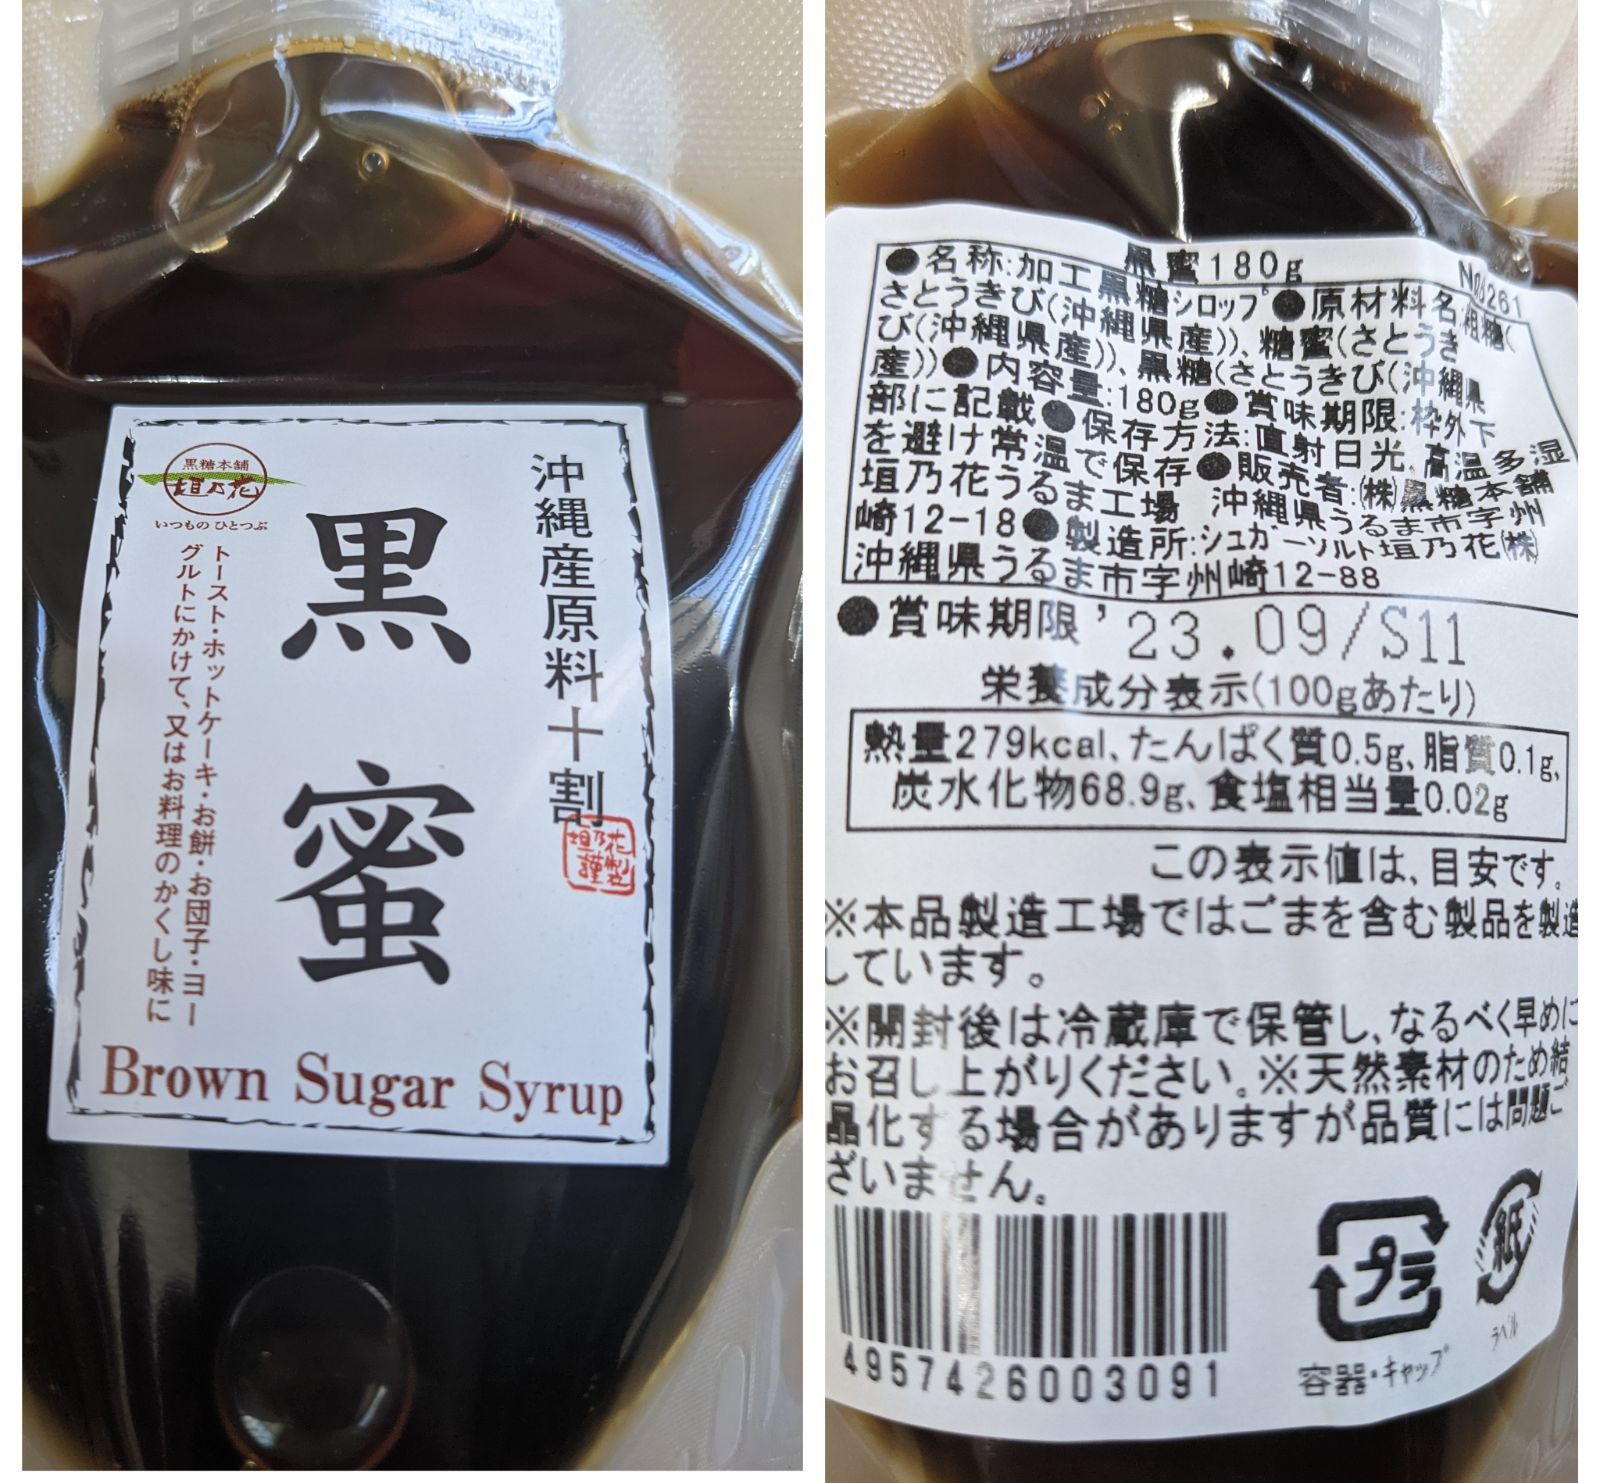 黒糖本舗
垣乃花
いつもの ひとつぶ
沖縄産原料十割
垣乃花
謹製
黒蜜
トースト・ホットケーキ・お餅・お団子・ヨー
グルトにかけて、又はお料理のかくし味に
Brown Sugar Syrup
黒蜜180g
●名称:加工黒糖シロップ●原材料名:粗糖(
さとうきび(沖縄県産))、糖蜜(さとうき
び(沖縄県産))、黒糖(さとうきび(沖縄県
産))●内容量:180g●賞味期限:枠外下
部に記載●保存方法:直射日光、高温多湿
を避け常温で保存●販売者:㈱黒糖本舗
垣乃花うるま工場 沖縄県うるま市字州
崎12-18●製造所:シュガーソルト垣乃花㈱
沖縄県うるま市字州崎12-88
●賞味期限'23.09/S11
栄養成分表示(100gあたり)
熱量279kcal、たんぱく質0.5g、脂質0.1g、
炭水化物68.9g、食塩相当量0.02g
この表示値は、目安です。
※本品製造工場ではごまを含む製品を製造
しています。
※開封後は冷蔵庫で保管し、なるべく早めに
お召し上がりください。※天然素材のため結
晶化する場合がありますが品質には問題ご
ざいません。
4957426003091
プラ
容器・キャップ
紙
ラベル